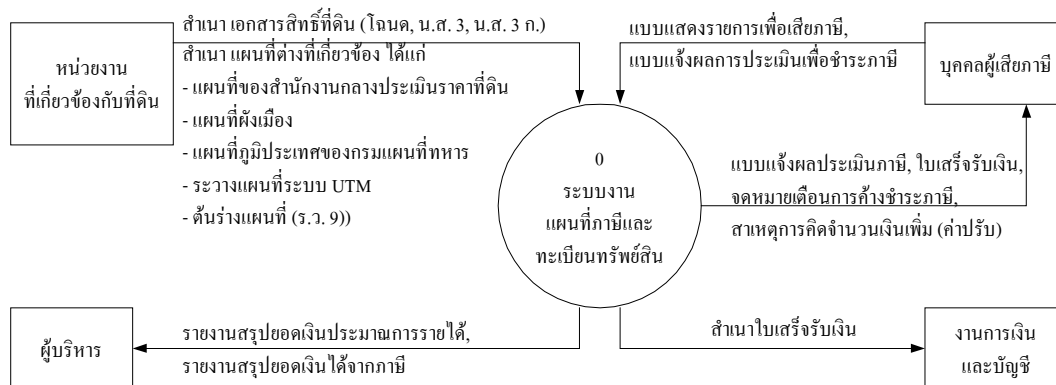 หน่วยงาน
ที่เกี่ยวข้องกับที่ดิน
สำเนา เอกสารสิทธิ์ที่ดิน (โฉนด, น.ส. 3, น.ส. 3 ก.)
สำเนา แผนที่ต่างที่เกี่ยวข้อง ได้แก่
- แผนที่ของสำนักงานกลางประเมินราคาที่ดิน
- แผนที่ผังเมือง
- แผนที่ภูมิประเทศของกรมแผนที่ทหาร
- ระวางแผนที่ระบบ UTM
- ต้นร่างแผนที่ (ร.ว. 9))
แบบแสดงรายการเพื่อเสียภาษี,
แบบแจ้งผลการประเมินเพื่อชำระภาษี
บุคคลผู้เสียภาษี
0
ระบบงาน
แผนที่ภาษีและ
ทะเบียนทรัพย์สิน
แบบแจ้งผลประเมินภาษี, ใบเสร็จรับเงิน,
จดหมายเตือนการค้างชำระภาษี,
สาเหตุการคิดจำนวนเงินเพิ่ม (ค่าปรับ)
ผู้บริหาร
รายงานสรุปยอดเงินประมาณการรายได้,
รายงานสรุปยอดเงินได้จากภาษี
สำเนาใบเสร็จรับเงิน
งานการเงิน
และบัญชี